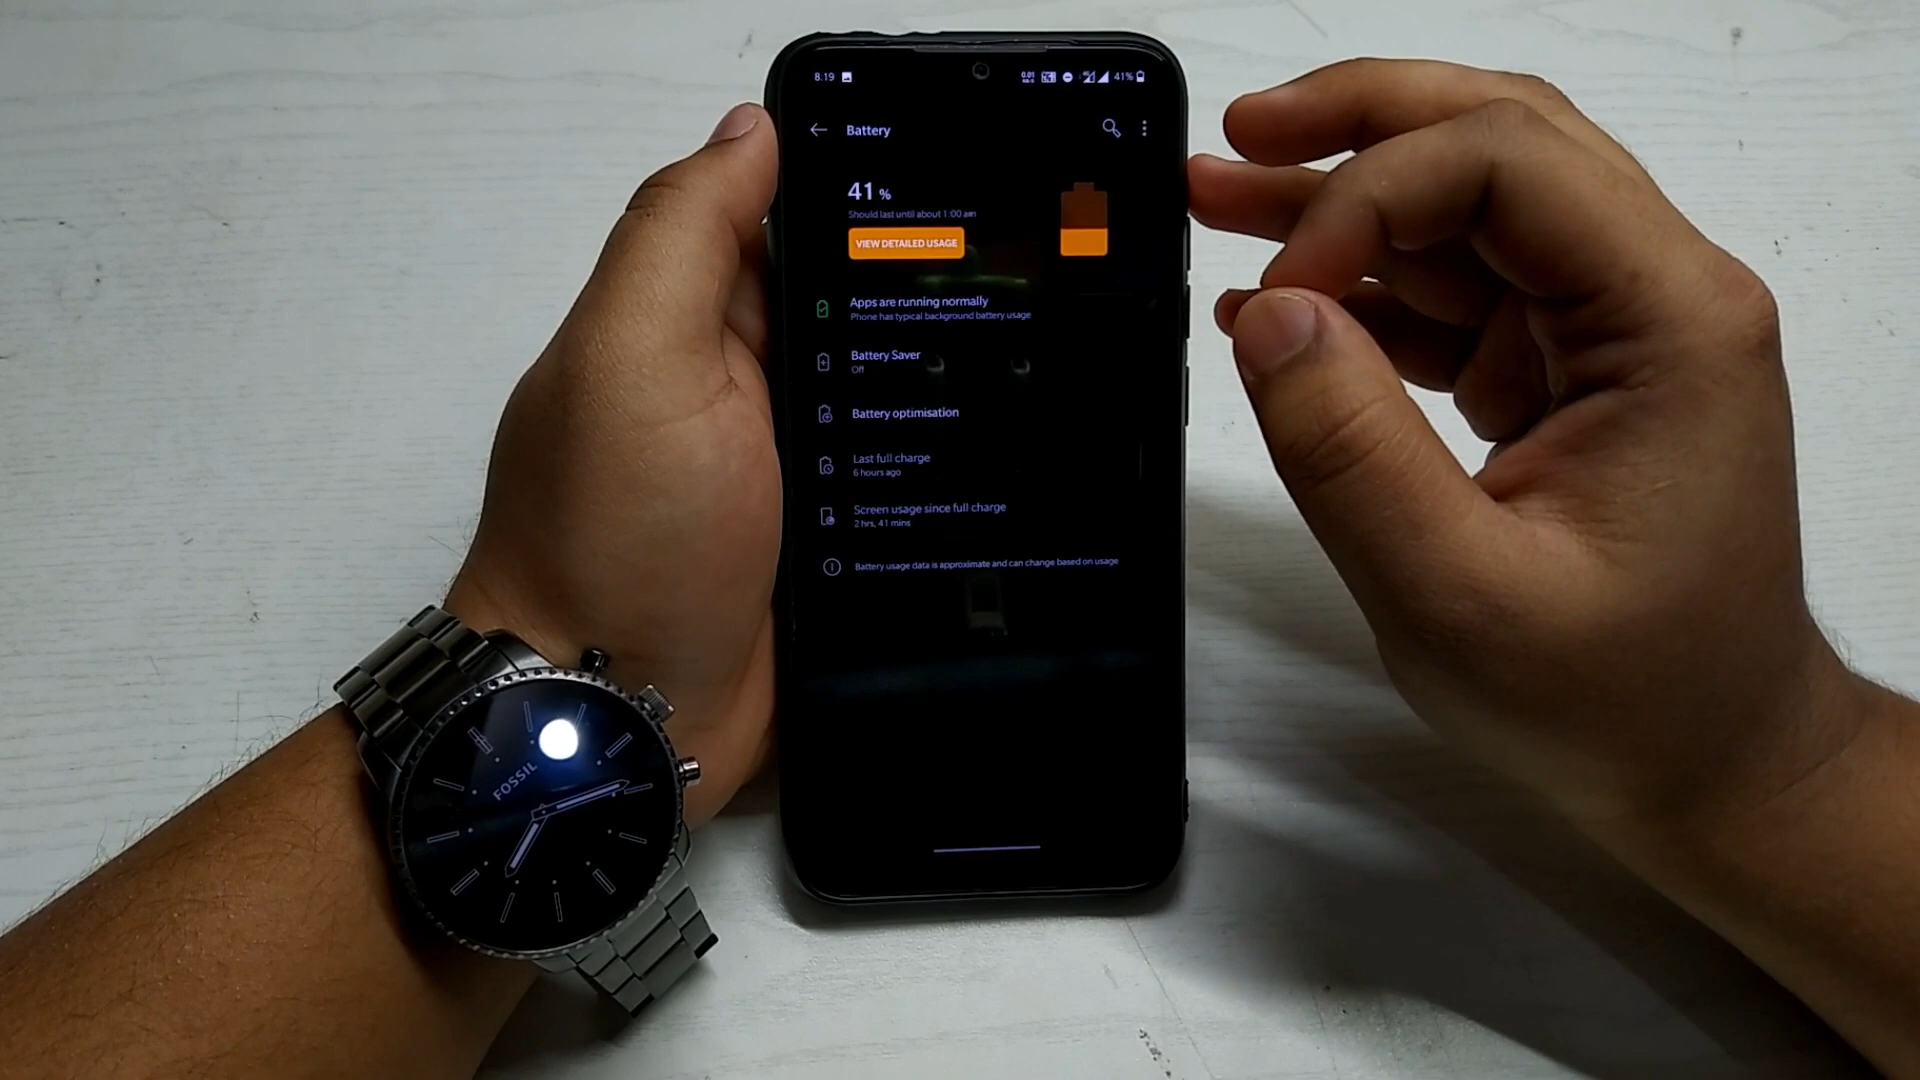 8:19
0.01
41%
Battery
41 %
Should last until about 1:00 am
VIEW DETAILED USAGE
Apps are running normally
Phone has typical background battery usage
Battery Saver
Off
Battery optimisation
Last full charge
6 hours ago
Screen usage since full charge
2 hrs, 41 mins
Battery usage data is approximate and can change based on usage
FOSSIL